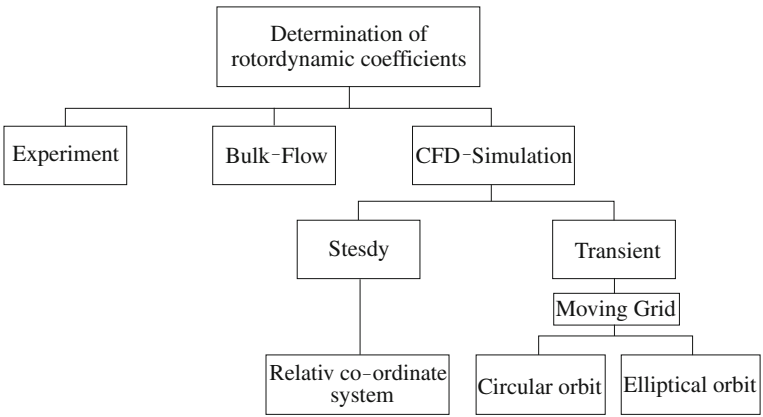 Determination of
rotordynamic coefficients
Experiment
Bulk-Flow
CFD-Simulation
Stesdy
Transient
Moving Grid
Relativ co-ordinate
system
Circular orbit
Elliptical orbit